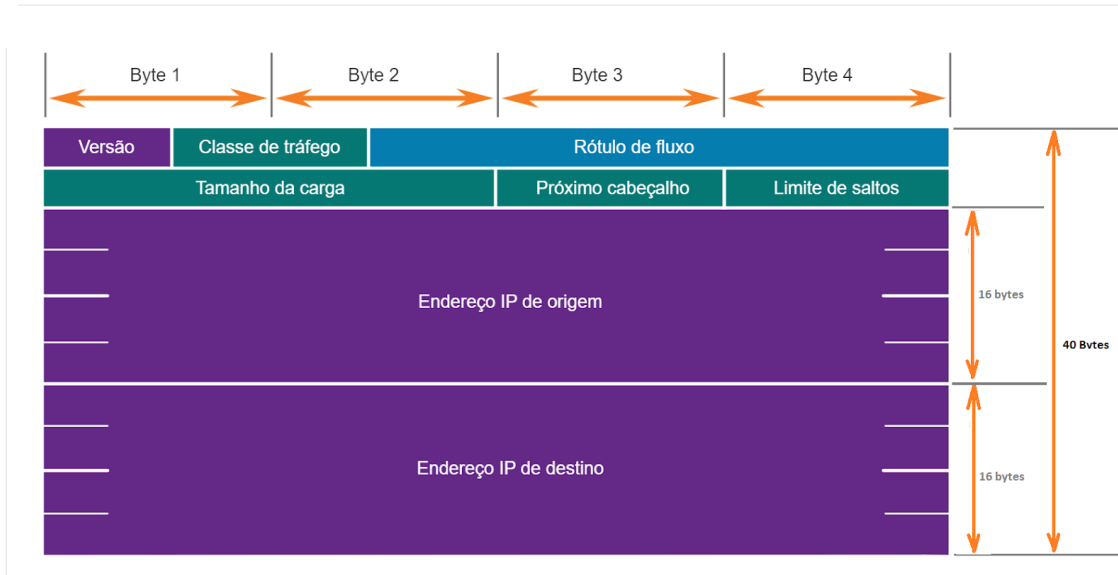 Byte 1
Byte 2
Byte 3
Byte 4
Versão
Classe de tráfego
Rótulo de fluxo
Tamanho da carga
Próximo cabeçalho
Limite de saltos
Endereço IP de origem
16 bytes
40 Bytes
Endereço IP de destino
16 bytes